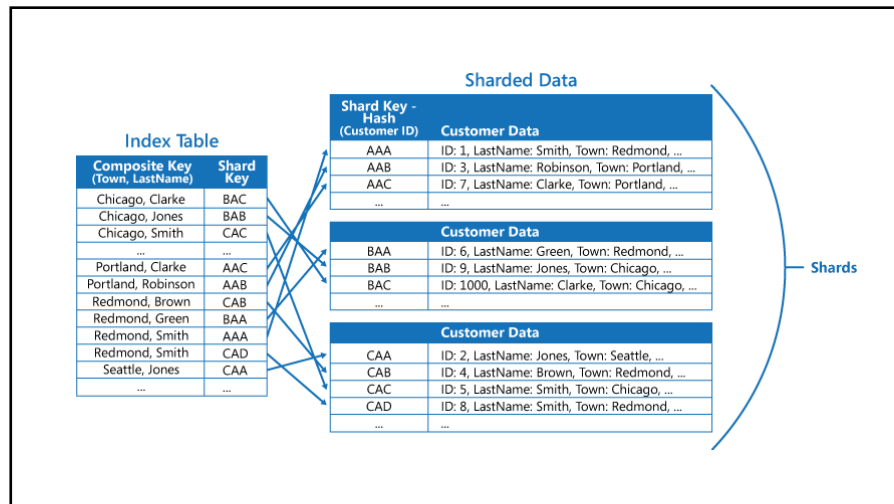 Sharded Data
Index Table
Composite Key Shard
(Town, LastName) Key
Chicago, Clarke BAC
Chicago, Jones BAB
Chicago, Smith CAC
... ...
Portland, Clarke AAC
Portland, Robinson AAB
Redmond, Brown CAB
Redmond, Green BAA
Redmond, Smith AAA
Redmond, Smith CAD
Seattle, Jones CAA
... ...
Shard Key -
Hash
(Customer ID) Customer Data
AAA ID: 1, LastName: Smith, Town: Redmond, ...
AAB ID: 3, LastName: Robinson, Town: Portland, ...
AAC ID: 7, LastName: Clarke, Town: Portland, ...
... ...
Customer Data
BAA ID: 6, LastName: Green, Town: Redmond, ...
BAB ID: 9, LastName: Jones, Town: Chicago, ...
BAC ID: 1000, LastName: Clarke, Town: Chicago, ...
... ...
Customer Data
CAA ID: 2, LastName: Jones, Town: Seattle, ...
CAB ID: 4, LastName: Brown, Town: Redmond, ...
CAC ID: 5, LastName: Smith, Town: Chicago, ...
CAD ID: 8, LastName: Smith, Town: Redmond, ...
... ...
Shards